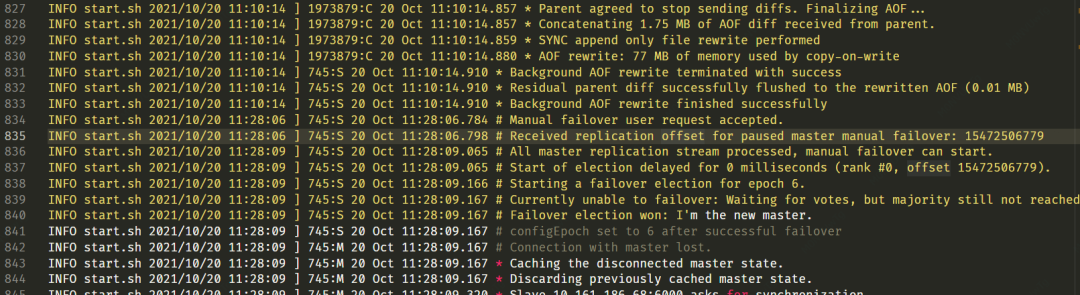 827 INFO start.sh 2021/10/20 11:10:14 ] 1973879:C 20 Oct 11:10:14.857 * Parent agreed to stop sending diffs. Finalizing AOF...
828 INFO start.sh 2021/10/20 11:10:14 ] 1973879:C 20 Oct 11:10:14.857 * Concatenating 1.75 MB of AOF diff received from parent.
829 INFO start.sh 2021/10/20 11:10:14 ] 1973879:C 20 Oct 11:10:14.859 * SYNC append only file rewrite performed
830 INFO start.sh 2021/10/20 11:10:14 ] 1973879:C 20 Oct 11:10:14.880 * AOF rewrite: 77 MB of memory used by copy-on-write
831 INFO start.sh 2021/10/20 11:10:14 ] 745:S 20 Oct 11:10:14.910 * Background AOF rewrite terminated with success
832 INFO start.sh 2021/10/20 11:10:14 ] 745:S 20 Oct 11:10:14.910 * Residual parent diff successfully flushed to the rewritten AOF (0.01 MB)
833 INFO start.sh 2021/10/20 11:10:14 ] 745:S 20 Oct 11:10:14.910 * Background AOF rewrite finished successfully
834 INFO start.sh 2021/10/20 11:28:06 ] 745:S 20 Oct 11:28:06.784 # Manual failover user request accepted.
835 INFO start.sh 2021/10/20 11:28:06 ] 745:S 20 Oct 11:28:06.798 # Received replication offset for paused master manual failover: 15472506779
836 INFO start.sh 2021/10/20 11:28:09 ] 745:S 20 Oct 11:28:09.065 # All master replication stream processed, manual failover can start.
837 INFO start.sh 2021/10/20 11:28:09 ] 745:S 20 Oct 11:28:09.065 # Start of election delayed for 0 milliseconds (rank #0, offset 15472506779).
838 INFO start.sh 2021/10/20 11:28:09 ] 745:S 20 Oct 11:28:09.166 # Starting a failover election for epoch 6.
839 INFO start.sh 2021/10/20 11:28:09 ] 745:S 20 Oct 11:28:09.167 # Currently unable to failover: Waiting for votes, but majority still not reached
840 INFO start.sh 2021/10/20 11:28:09 ] 745:S 20 Oct 11:28:09.167 # Failover election won: I'm the new master.
841 INFO start.sh 2021/10/20 11:28:09 ] 745:S 20 Oct 11:28:09.167 # configEpoch set to 6 after successful failover
842 INFO start.sh 2021/10/20 11:28:09 ] 745:M 20 Oct 11:28:09.167 # Connection with master lost.
843 INFO start.sh 2021/10/20 11:28:09 ] 745:M 20 Oct 11:28:09.167 * Caching the disconnected master state.
844 INFO start.sh 2021/10/20 11:28:09 ] 745:M 20 Oct 11:28:09.167 * Discarding previously cached master state.
845 INFO start.sh 2021/10/20 11:28:09 ] 745:M 20 Oct 11:28:09.320 * Slave 10.161.186.68:6000 asks for synchronization